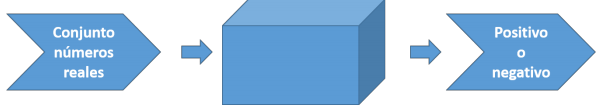 Conjunto
números
reales
Positivo
o
negativo